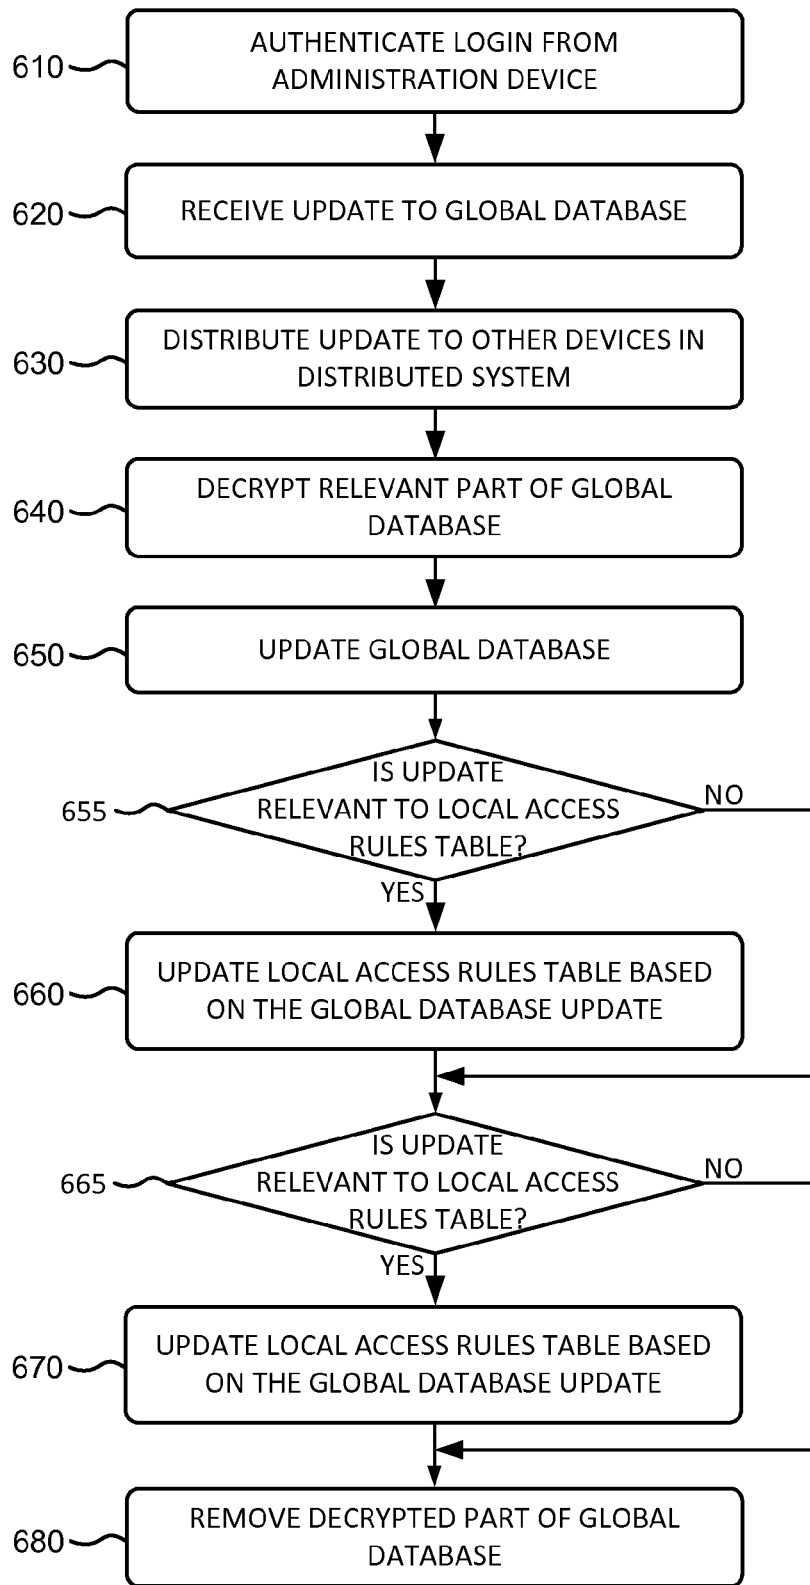 610
AUTHENTICATE LOGIN FROM
ADMINISTRATION DEVICE
620
RECEIVE UPDATE TO GLOBAL DATABASE
630
DISTRIBUTE UPDATE TO OTHER DEVICES IN
DISTRIBUTED SYSTEM
640
DECRYPT RELEVANT PART OF GLOBAL
DATABASE
650
UPDATE GLOBAL DATABASE
655
IS UPDATE
RELEVANT TO LOCAL ACCESS
RULES TABLE?
NO
YES
660
UPDATE LOCAL ACCESS RULES TABLE BASED
ON THE GLOBAL DATABASE UPDATE
665
IS UPDATE
RELEVANT TO LOCAL ACCESS
RULES TABLE?
NO
YES
670
UPDATE LOCAL ACCESS RULES TABLE BASED
ON THE GLOBAL DATABASE UPDATE
680
REMOVE DECRYPTED PART OF GLOBAL
DATABASE